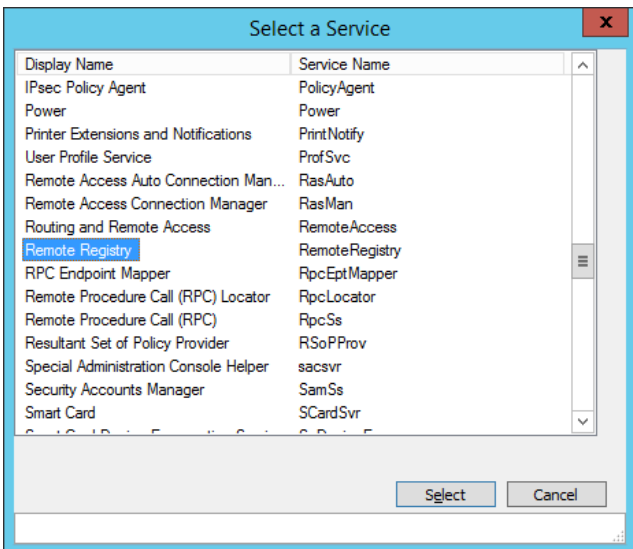 Select a Service
x
Display Name Service Name
IPsec Policy Agent PolicyAgent
Power Power
Printer Extensions and Notifications PrintNotify
User Profile Service ProfSvc
Remote Access Auto Connection Man... RasAuto
Remote Access Connection Manager RasMan
Routing and Remote Access RemoteAccess
Remote Registry RemoteRegistry
RPC Endpoint Mapper RpcEptMapper
Remote Procedure Call (RPC) Locator RpcLocator
Remote Procedure Call (RPC) RpcSs
Resultant Set of Policy Provider RSoPProv
Special Administration Console Helper sacsvr
Security Accounts Manager SamSs
Smart Card SCardSvr
Select Cancel